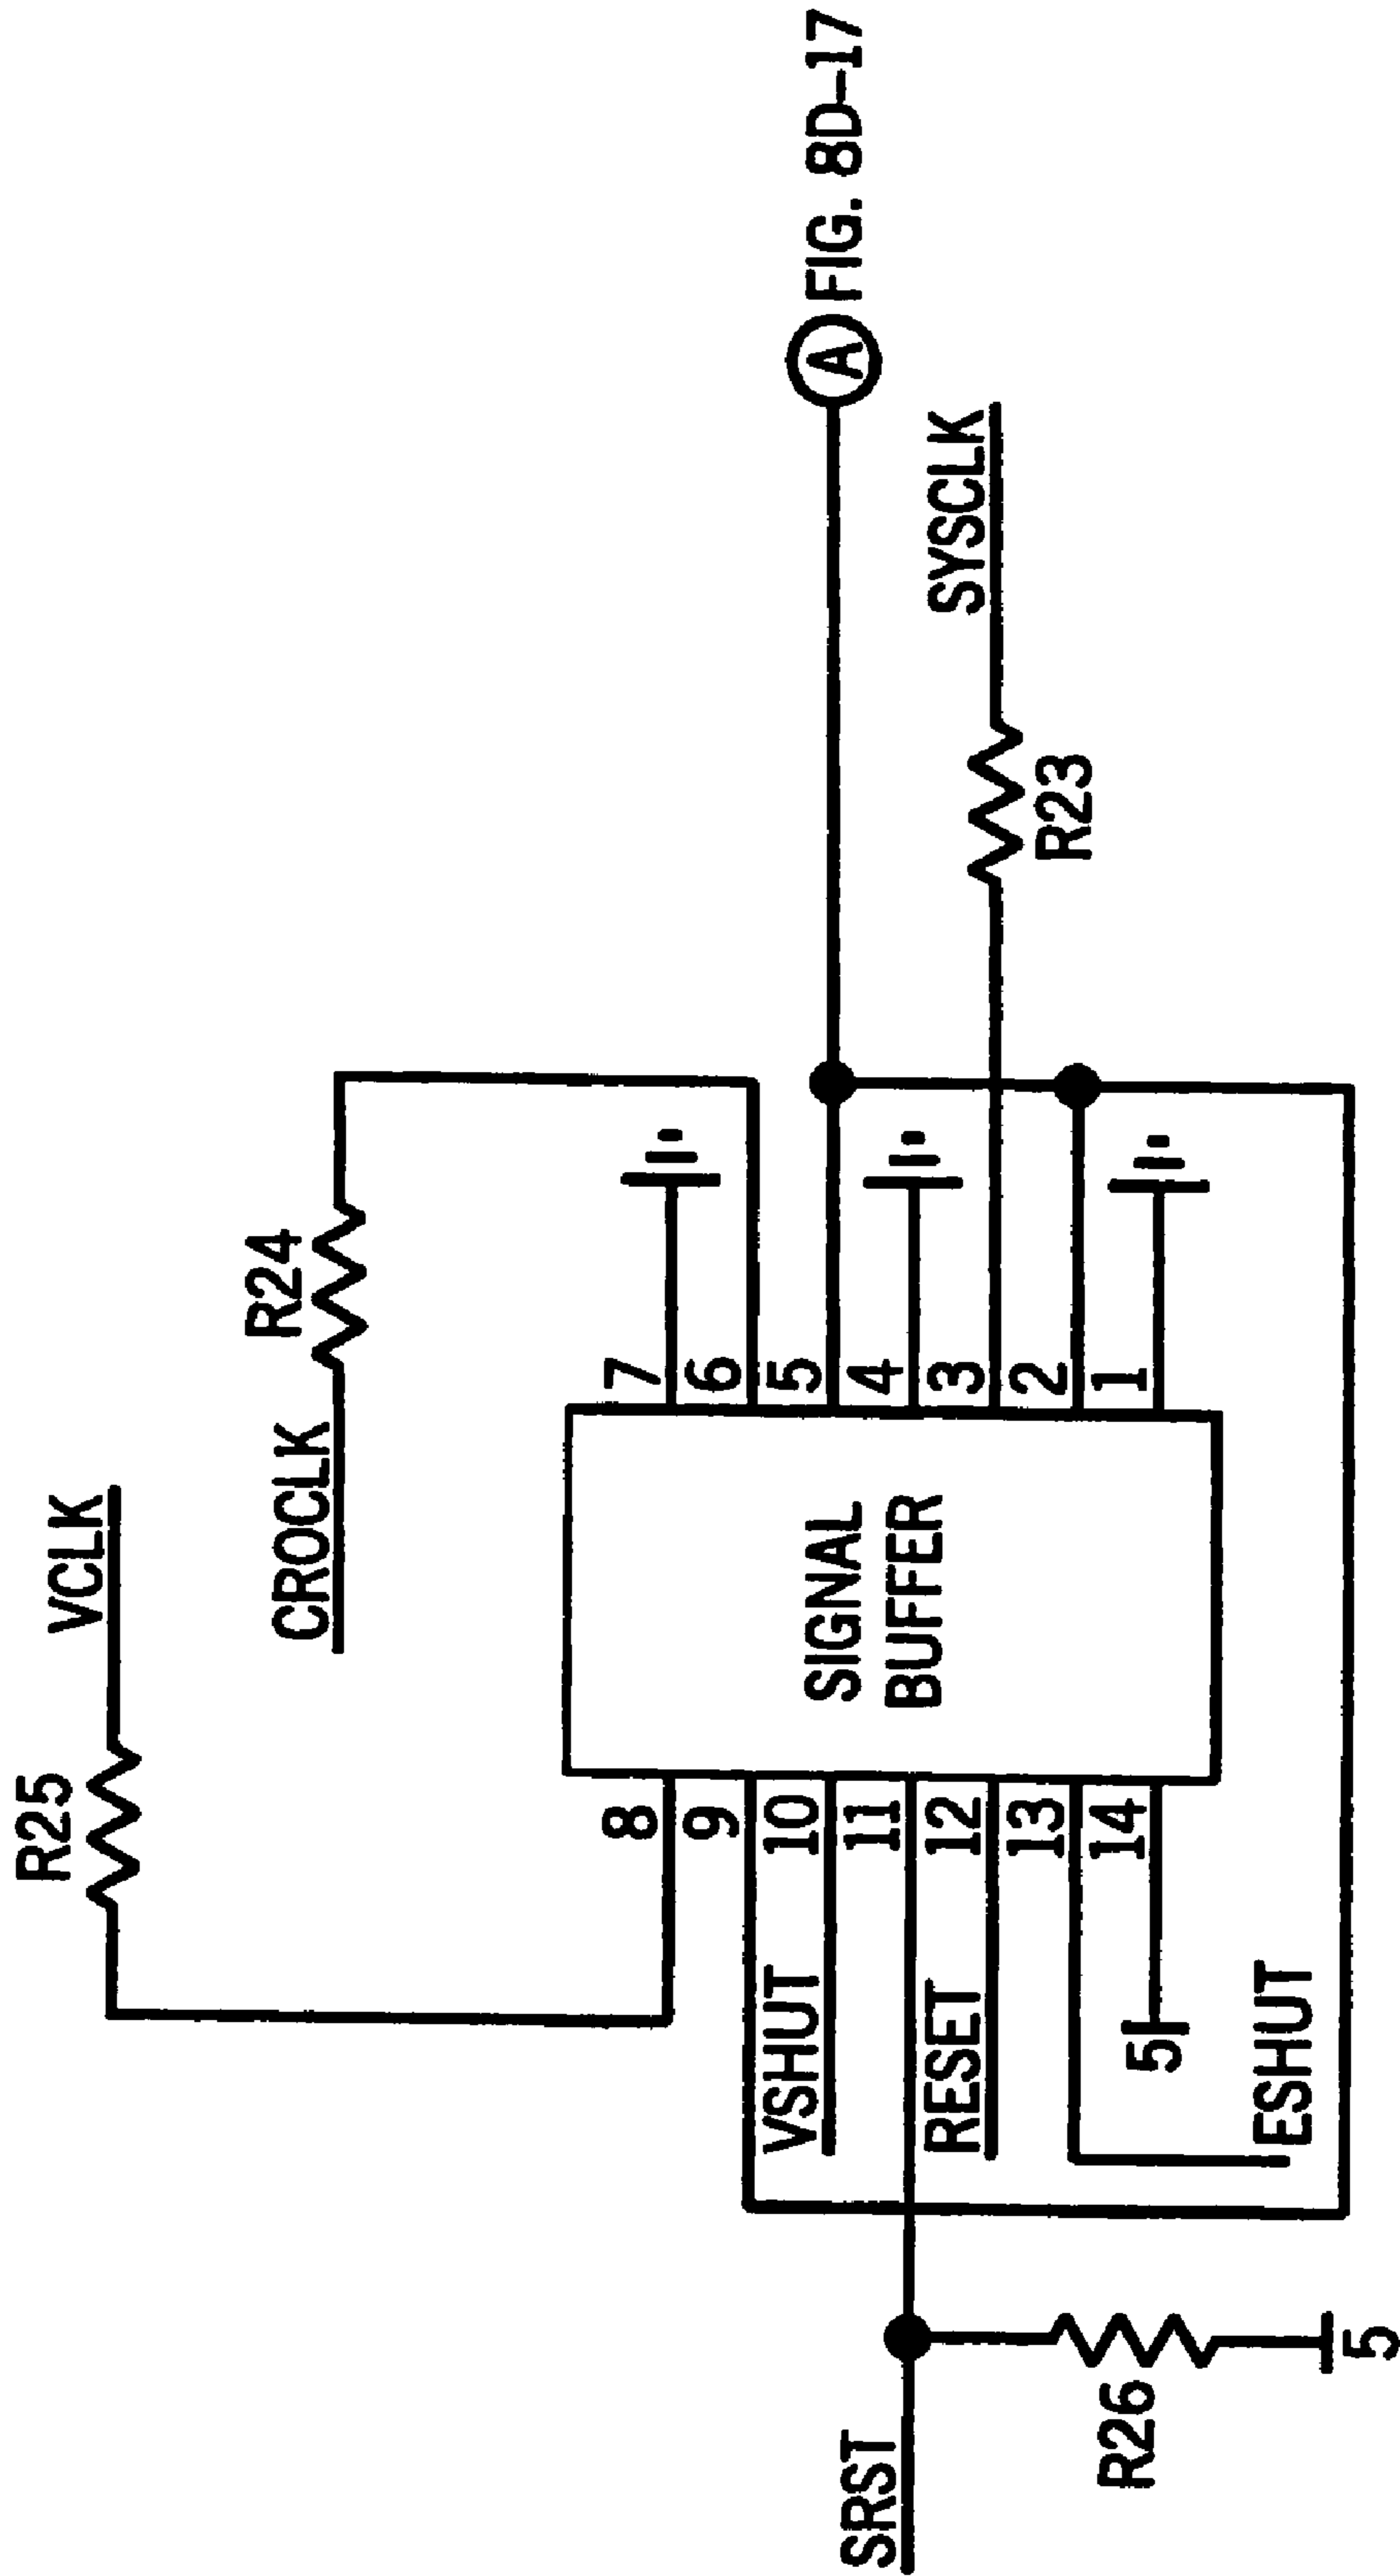 R25
VCLK
R24
CROCLK
8
9
10
11
12
13
14
VSHUT
RESET
5
ESHUT
SIGNAL
BUFFER
7
6
5
4
3
2
1
A FIG. 8D-17
SYSCLK
R23
SRST
R26
5